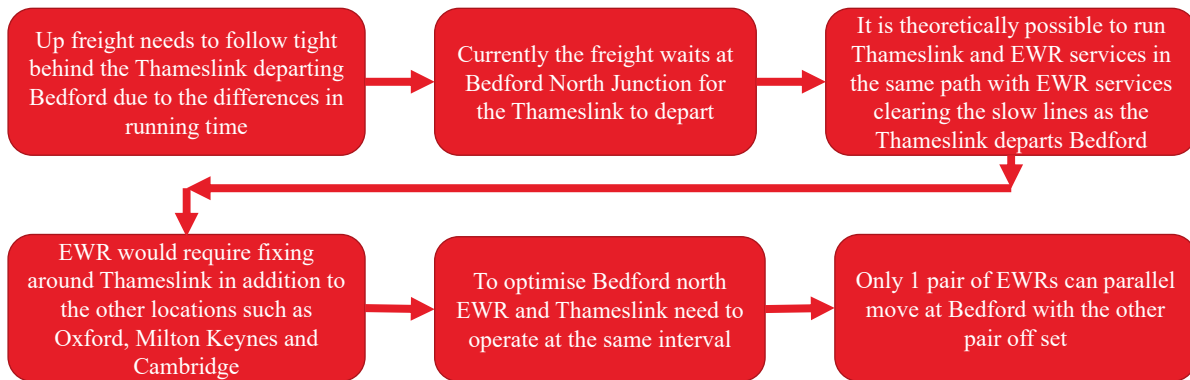 Up freight needs to follow tight
behind the Thameslink departing
Bedford due to the differences in
running time
Currently the freight waits at
Bedford North Junction for
the Thameslink to depart
It is theoretically possible to run
Thameslink and EWR services in
the same path with EWR services
clearing the slow lines as the
Thameslink departs Bedford
EWR would require fixing
around Thameslink in addition to
the other locations such as
Oxford, Milton Keynes and
Cambridge
To optimise Bedford north
EWR and Thameslink need to
operate at the same interval
Only 1 pair of EWRs can parallel
move at Bedford with the other
pair off set